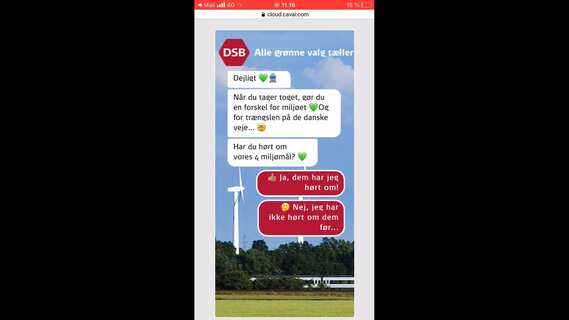 Mail 4G 11.16 15 %
cloud.cavai.com
DSB Alle grønne valg tæller
Dejligt 💚🚆
Når du tager toget, gør du
en forskel for miljøet 💚Og
for trængslen på de danske
veje... 🤯
Har du hørt om
vores 4 miljømål? 💚
👍🏽 Ja, dem har jeg
hørt om!
🤔 Nej, jeg har
ikke hørt om dem
før...